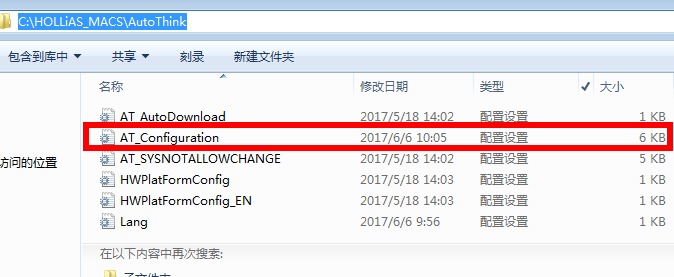 C:\HOLLiAS_MACS\AutoThink
包含到库中 共享 刻录 新建文件夹
名称 修改日期 类型 大小
AT_AutoDownload 2017/5/18 14:02 配置设置 1 KB
AT_Configuration 2017/6/6 10:05 配置设置 6 KB
访问的位置
AT_SYSNOTALLOWCHANGE 2017/5/18 14:02 配置设置 5 KB
HWPlatFormConfig 2017/5/18 14:03 配置设置 1 KB
HWPlatFormConfig_EN 2017/5/18 14:03 配置设置 1 KB
Lang 2017/6/6 9:56 配置设置 1 KB
在以下内容中再次搜索: